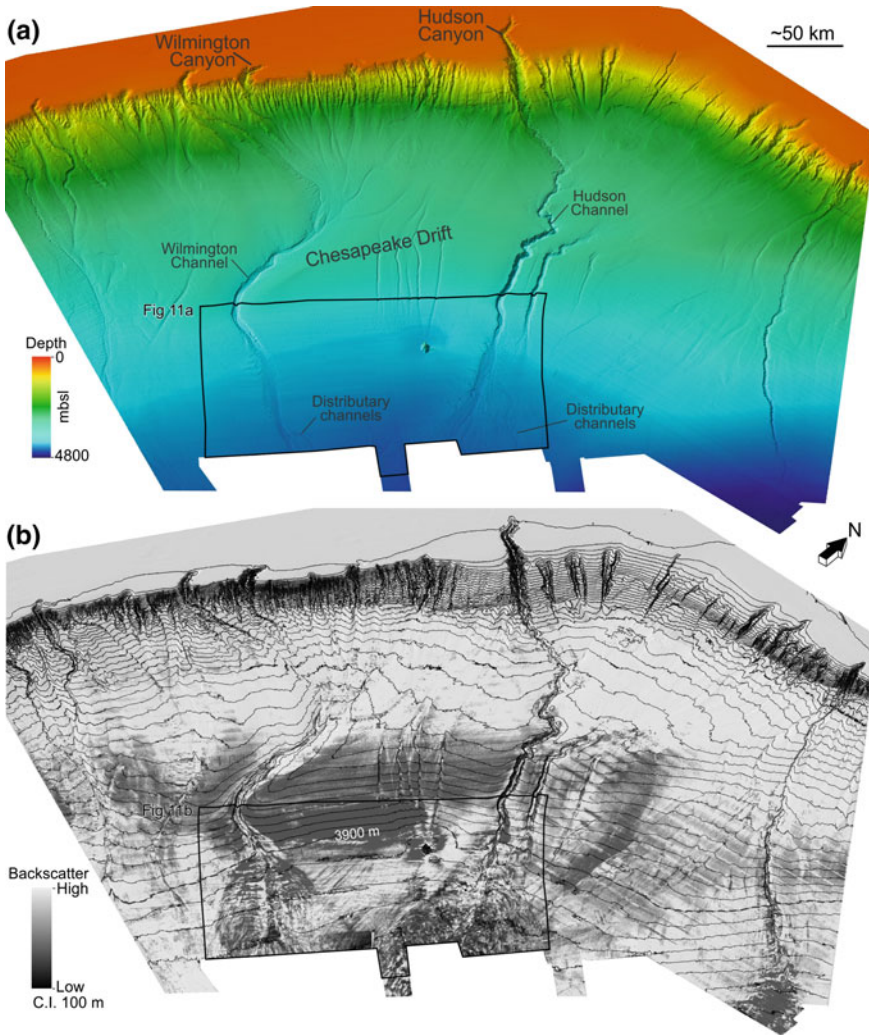 (a)
Hudson
Canyon
Wilmington
Canyon
~50 km
Hudson
Channel
Chesapeake Drift
Wilmington
Channel
Fig 11a
Depth
0
mbsl
4800
Distributary
channels
Distributary
channels
(b)
N
Fig 11b
3900 m
Backscatter
High
Low
C.I. 100 m